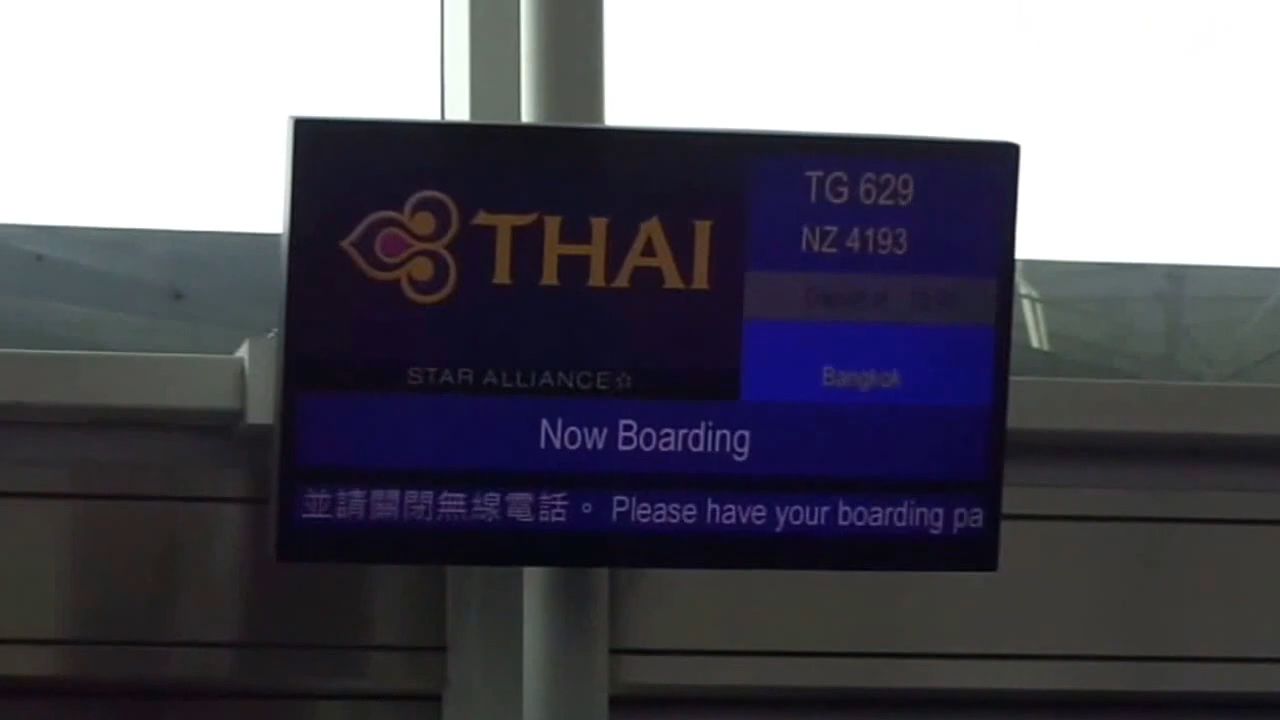 THAI
STAR ALLIANCE
TG 629
NZ 4193
Bangkok
Now Boarding
並請關閉無線電話。 Please have your boarding pa